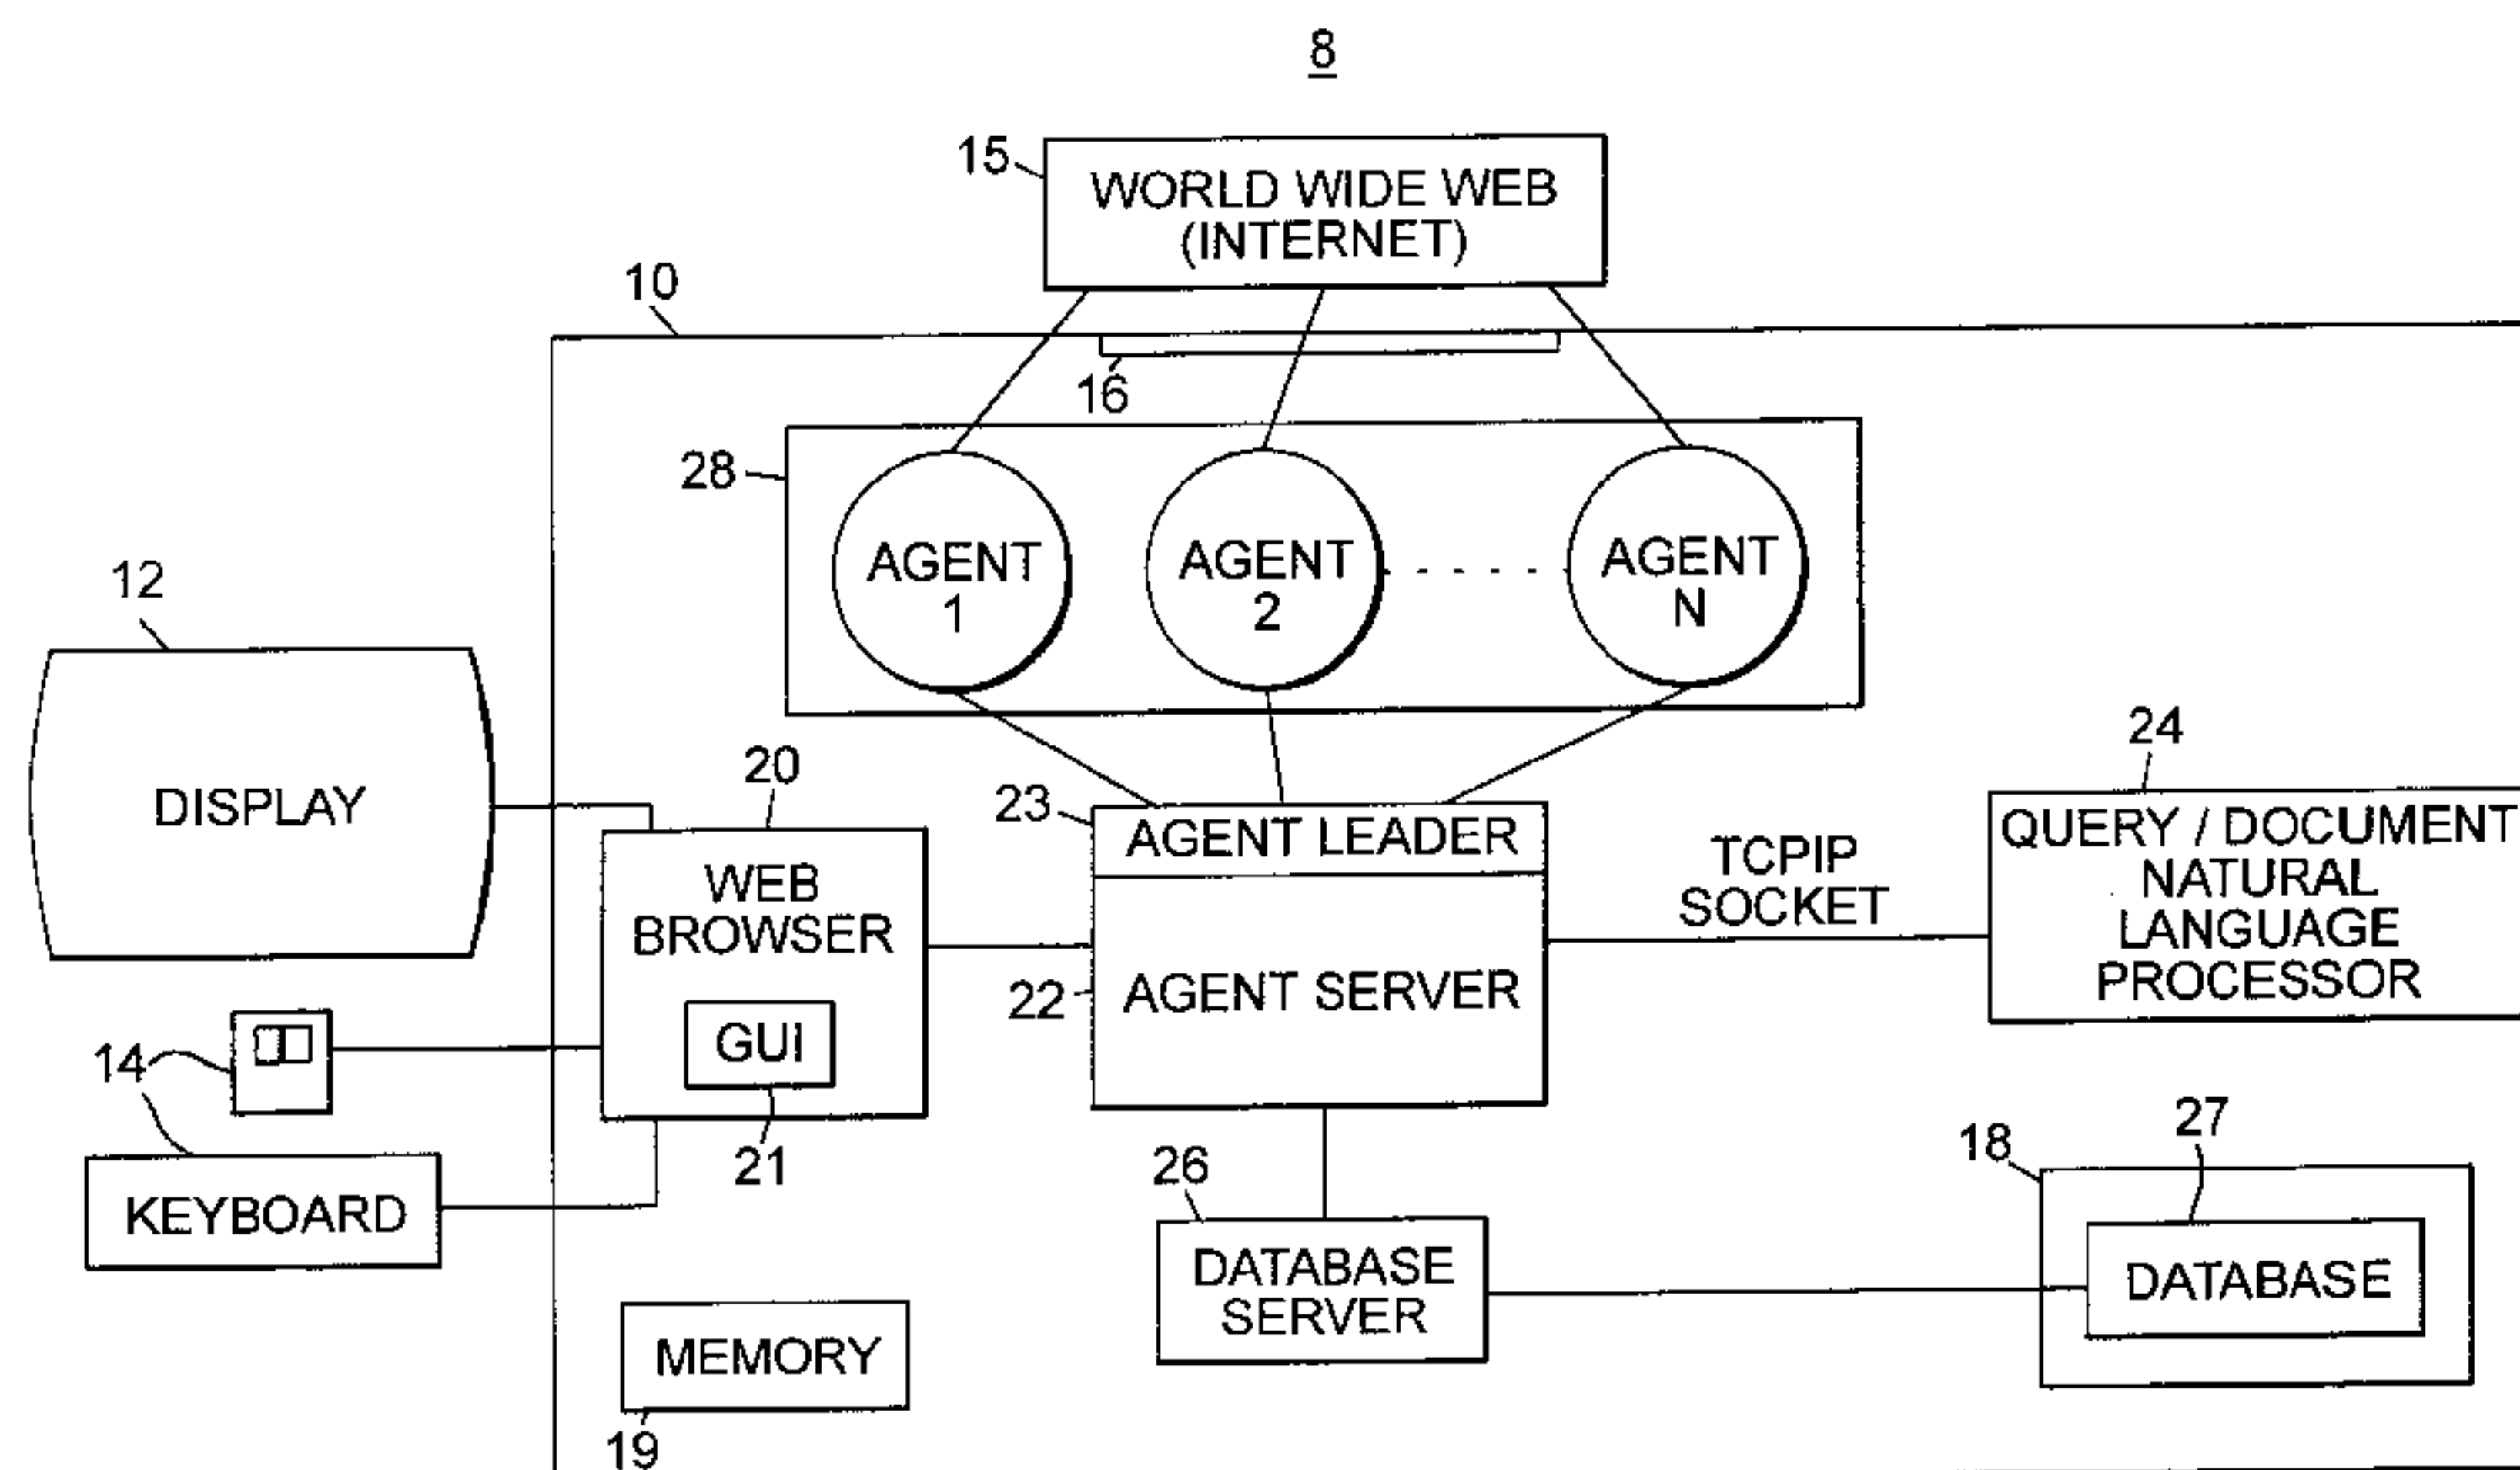 8
15
WORLD WIDE WEB
(INTERNET)
10
16
28
AGENT
1
AGENT
2
AGENT
N
12
DISPLAY
20
WEB
BROWSER
GUI
21
23
AGENT LEADER
22
AGENT SERVER
TCPIP
SOCKET
24
QUERY / DOCUMENT
NATURAL
LANGUAGE
PROCESSOR
14
KEYBOARD
26
DATABASE
SERVER
18
27
DATABASE
MEMORY
19